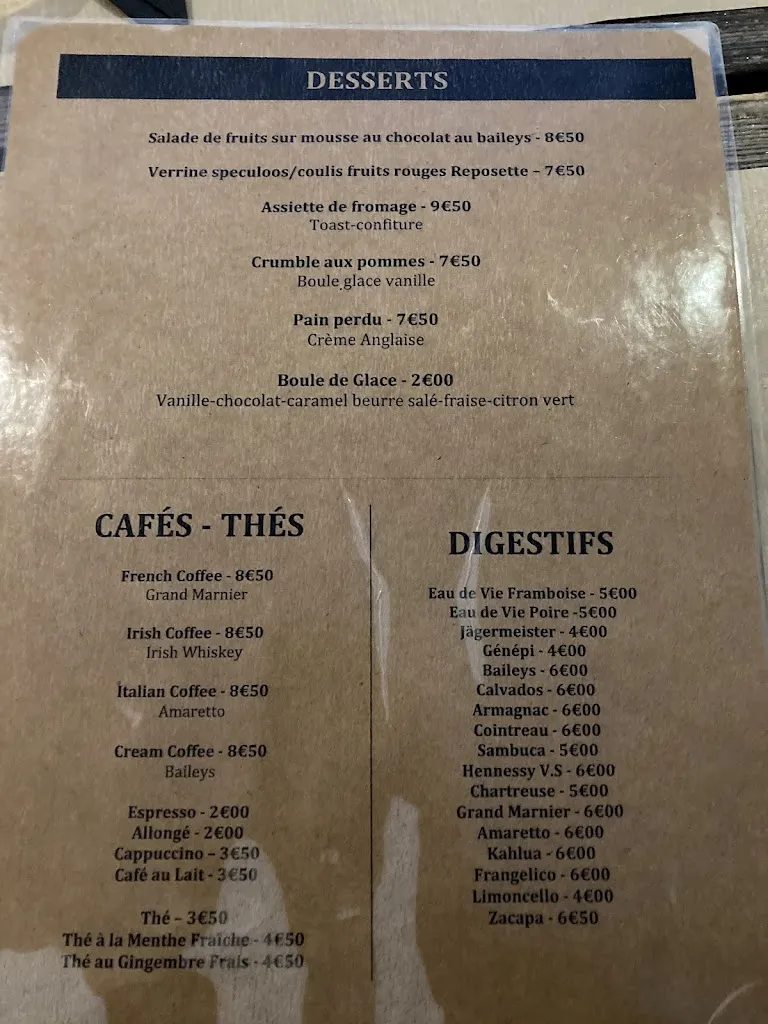 DESSERTS
Salade de fruits sur mousse au chocolat au baileys - 8€50
Verrine speculoos/coulis fruits rouges Reposette – 7€50
Assiette de fromage - 9€50
Toast-confiture
Crumble aux pommes - 7€50
Boule glace vanille
Pain perdu - 7€50
Crème Anglaise
Boule de Glace - 2€00
Vanille-chocolat-caramel beurre salé-fraise-citron vert
CAFÉS - THÉS
French Coffee - 8€50
Grand Marnier
Irish Coffee - 8€50
Irish Whiskey
Italian Coffee - 8€50
Amaretto
Cream Coffee - 8€50
Baileys
Espresso - 2€00
Allongé - 2€00
Cappuccino – 3€50
Café au Lait - 3€50
Thé – 3€50
Thé à la Menthe Fraîche - 4€50
Thé au Gingembre Frais - 4€50
DIGESTIFS
Eau de Vie Framboise - 5€00
Eau de Vie Poire -5€00
Jägermeister - 4€00
Génépi - 4€00
Baileys - 6€00
Calvados - 6€00
Armagnac - 6€00
Cointreau - 6€00
Sambuca - 5€00
Hennessy V.S - 6€00
Chartreuse - 5€00
Grand Marnier - 6€00
Amaretto - 6€00
Kahlua - 6€00
Frangelico - 6€00
Limoncello - 4€00
Zacapa - 6€50